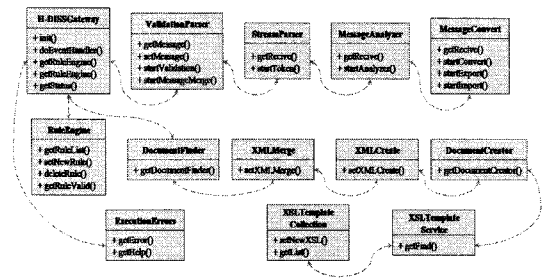 H-DISSGateway
+ init()
+ doEventHandler()
+ getRuleEngine()
+ getRuleEngine()
+ getStatus()
ValidationParser
+ getMessage()
+ setMessage()
+ startValidation()
+ startMessageMerge()
StreamParser
+ getRecive()
+ startToken()
MessageAnalyzer
+ getRecive()
+ startAnalyzer()
MessageConvert
+ getRecive()
+ startConvert()
+ startExport()
+ startImport()
RuleEngine
+ getRuleList()
+ setNewRule()
+ deleteRule()
+ getRuleValid()
DocumentFinder
+ getDocumentFinder()
XMLMerge
+ setXMLMerge()
XMLCreate
+ setXMLCreate()
DocumentCreator
+ getDocumentCreator()
ExecutionErrors
+ getError()
+ getHelp()
XSLTemplate
Collection
+ setNewXSL()
+ getList()
XSLTemplate
Service
+ getFind()